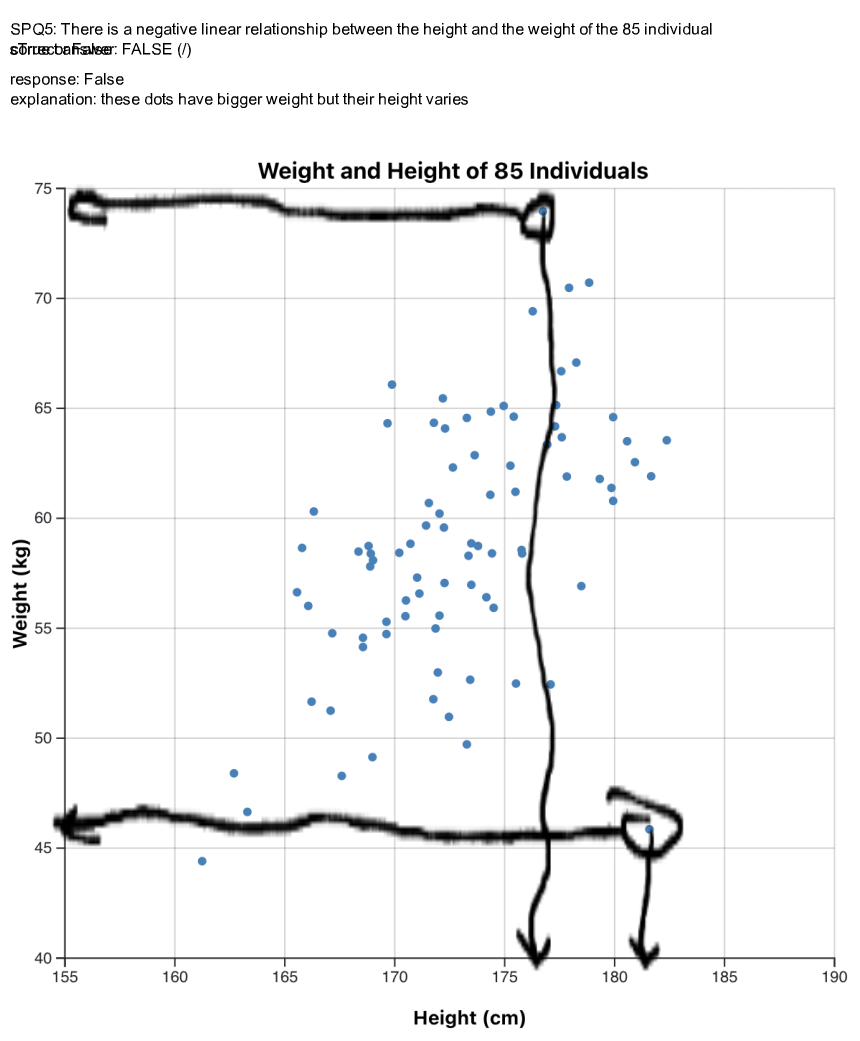 SPQ5: There is a negative linear relationship between the height and the weight of the 85 individual
FALSE (/)
response: False
explanation: these dots have bigger weight but their height varies
Weight and Height of 85 Individuals
75
70
65
60
55
50
45
40
Weight (kg)
155 160 165 170 175 180 185 190
Height (cm)